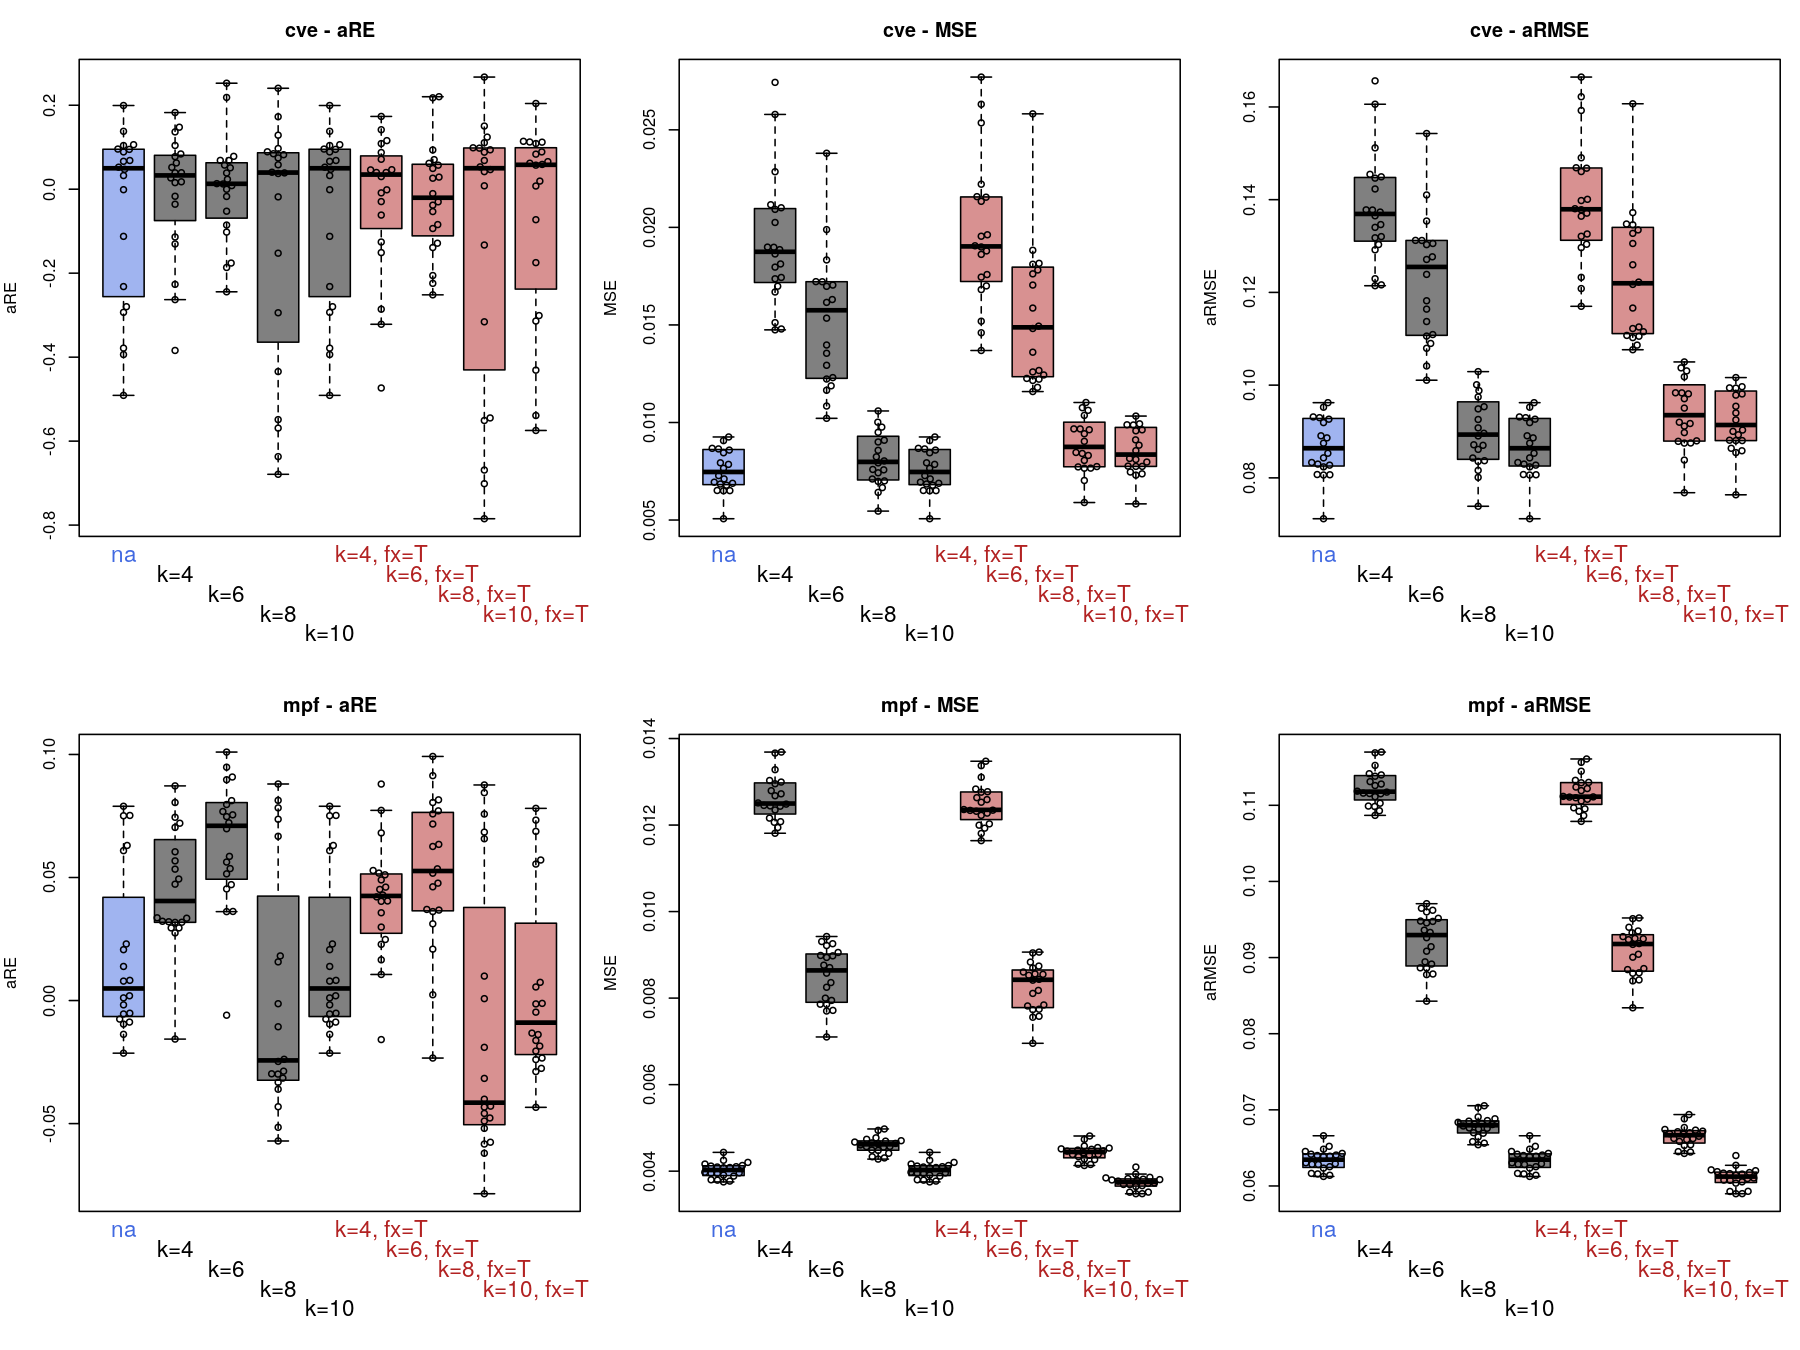 cve - aRE
aRE
0.2
0.0
-0.2
-0.4
-0.6
-0.8
na
k=4
k=6
k=8
k=10
k=4, fx=T
k=6, fx=T
k=8, fx=T
k=10, fx=T
cve - MSE
MSE
0.025
0.020
0.015
0.010
0.005
na
k=4
k=6
k=8
k=10
k=4, fx=T
k=6, fx=T
k=8, fx=T
k=10, fx=T
cve - aRMSE
aRMSE
0.16
0.14
0.12
0.10
0.08
na
k=4
k=6
k=8
k=10
k=4, fx=T
k=6, fx=T
k=8, fx=T
k=10, fx=T
mpf - aRE
aRE
0.10
0.05
0.00
-0.05
na
k=4
k=6
k=8
k=10
k=4, fx=T
k=6, fx=T
k=8, fx=T
k=10, fx=T
mpf - MSE
MSE
0.014
0.012
0.010
0.008
0.006
0.004
na
k=4
k=6
k=8
k=10
k=4, fx=T
k=6, fx=T
k=8, fx=T
k=10, fx=T
mpf - aRMSE
aRMSE
0.11
0.10
0.09
0.08
0.07
0.06
na
k=4
k=6
k=8
k=10
k=4, fx=T
k=6, fx=T
k=8, fx=T
k=10, fx=T